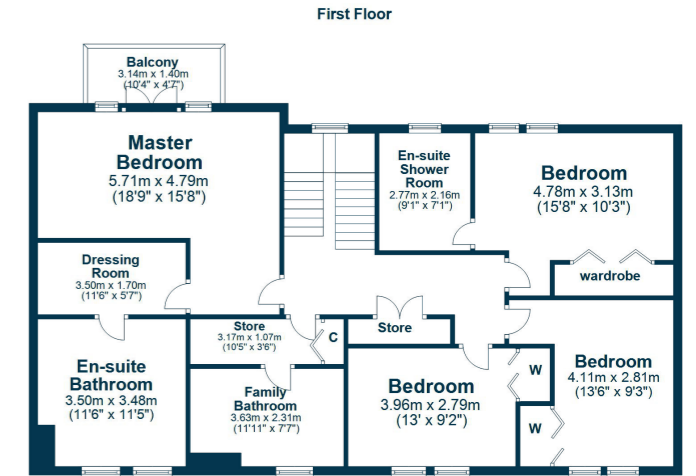 First Floor
Balcony
3.14m x 1.40m
(10'4" x 4'7")
Master
Bedroom
5.71m x 4.79m
(18'9" x 15'8")
En-suite
Shower
Room
2.77m x 2.16m
(9'1" x 7'1")
Bedroom
4.78m x 3.13m
(15'8" x 10'3")
wardrobe
Dressing
Room
3.50m x 1.70m
(11'6" x 5'7")
Store
3.17m x 1.07m
(10'5" x 3'6")
C
Store
En-suite
Bathroom
3.50m x 3.48m
(11'6" x 11'5")
Family
Bathroom
3.63m x 2.31m
(11'11" x 7'7")
Bedroom
3.96m x 2.79m
(13' x 9'2")
W
W
Bedroom
4.11m x 2.81m
(13'6" x 9'3")